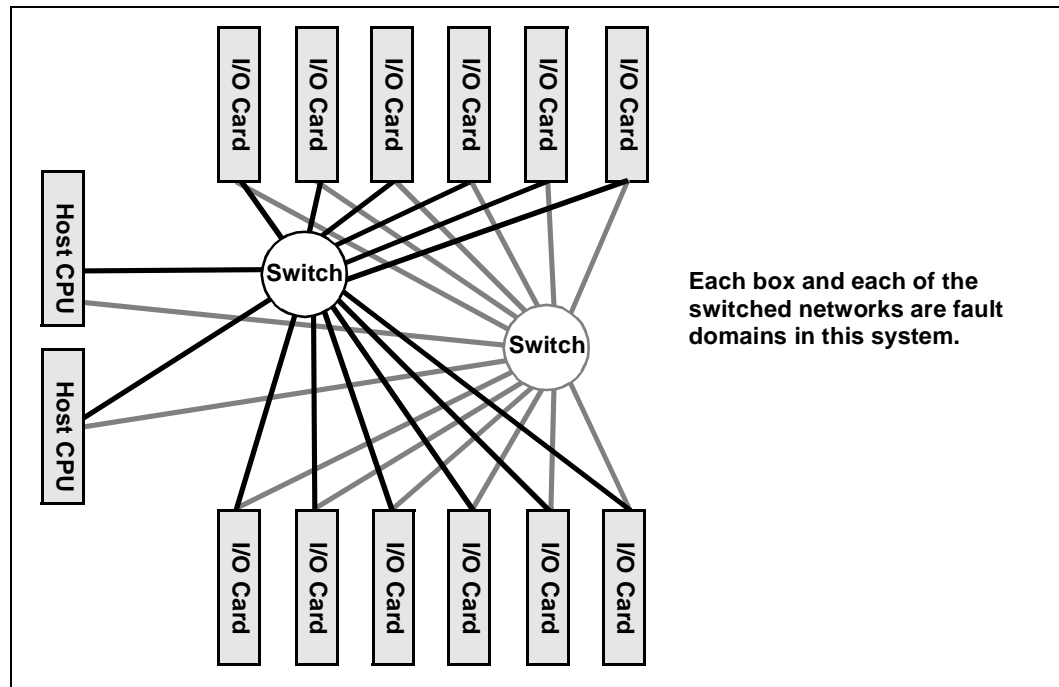 I/O Card
I/O Card
I/O Card
I/O Card
I/O Card
I/O Card
Host CPU
Switch
Each box and each of the
switched networks are fault
domains in this system.
Switch
Host CPU
I/O Card
I/O Card
I/O Card
I/O Card
I/O Card
I/O Card